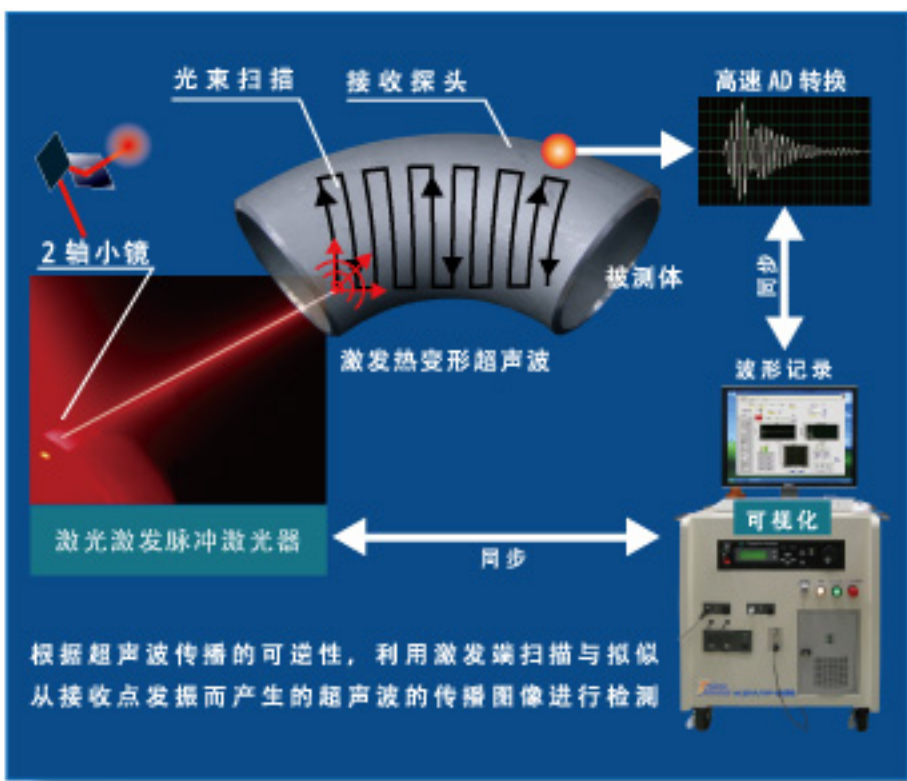 光束扫描
接收探头
高速 AD 转换
2 轴小镜
被测体
同步
激发热变形超声波
波形记录
可视化
激光激发脉冲激光器
同步
根据超声波传播的可逆性，利用激发端扫描与拟似
从接收点发振而产生的超声波的传播图像进行检测